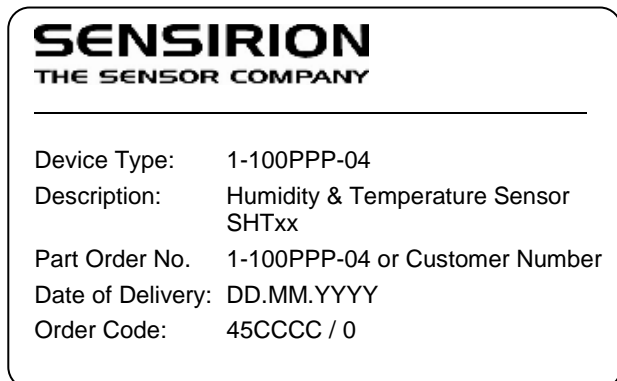 SENSIRION
THE SENSOR COMPANY
Device Type: 1-100PPP-04
Description: Humidity & Temperature Sensor
SHTxx
Part Order No. 1-100PPP-04 or Customer Number
Date of Delivery: DD.MM.YYYY
Order Code: 45CCCC / 0